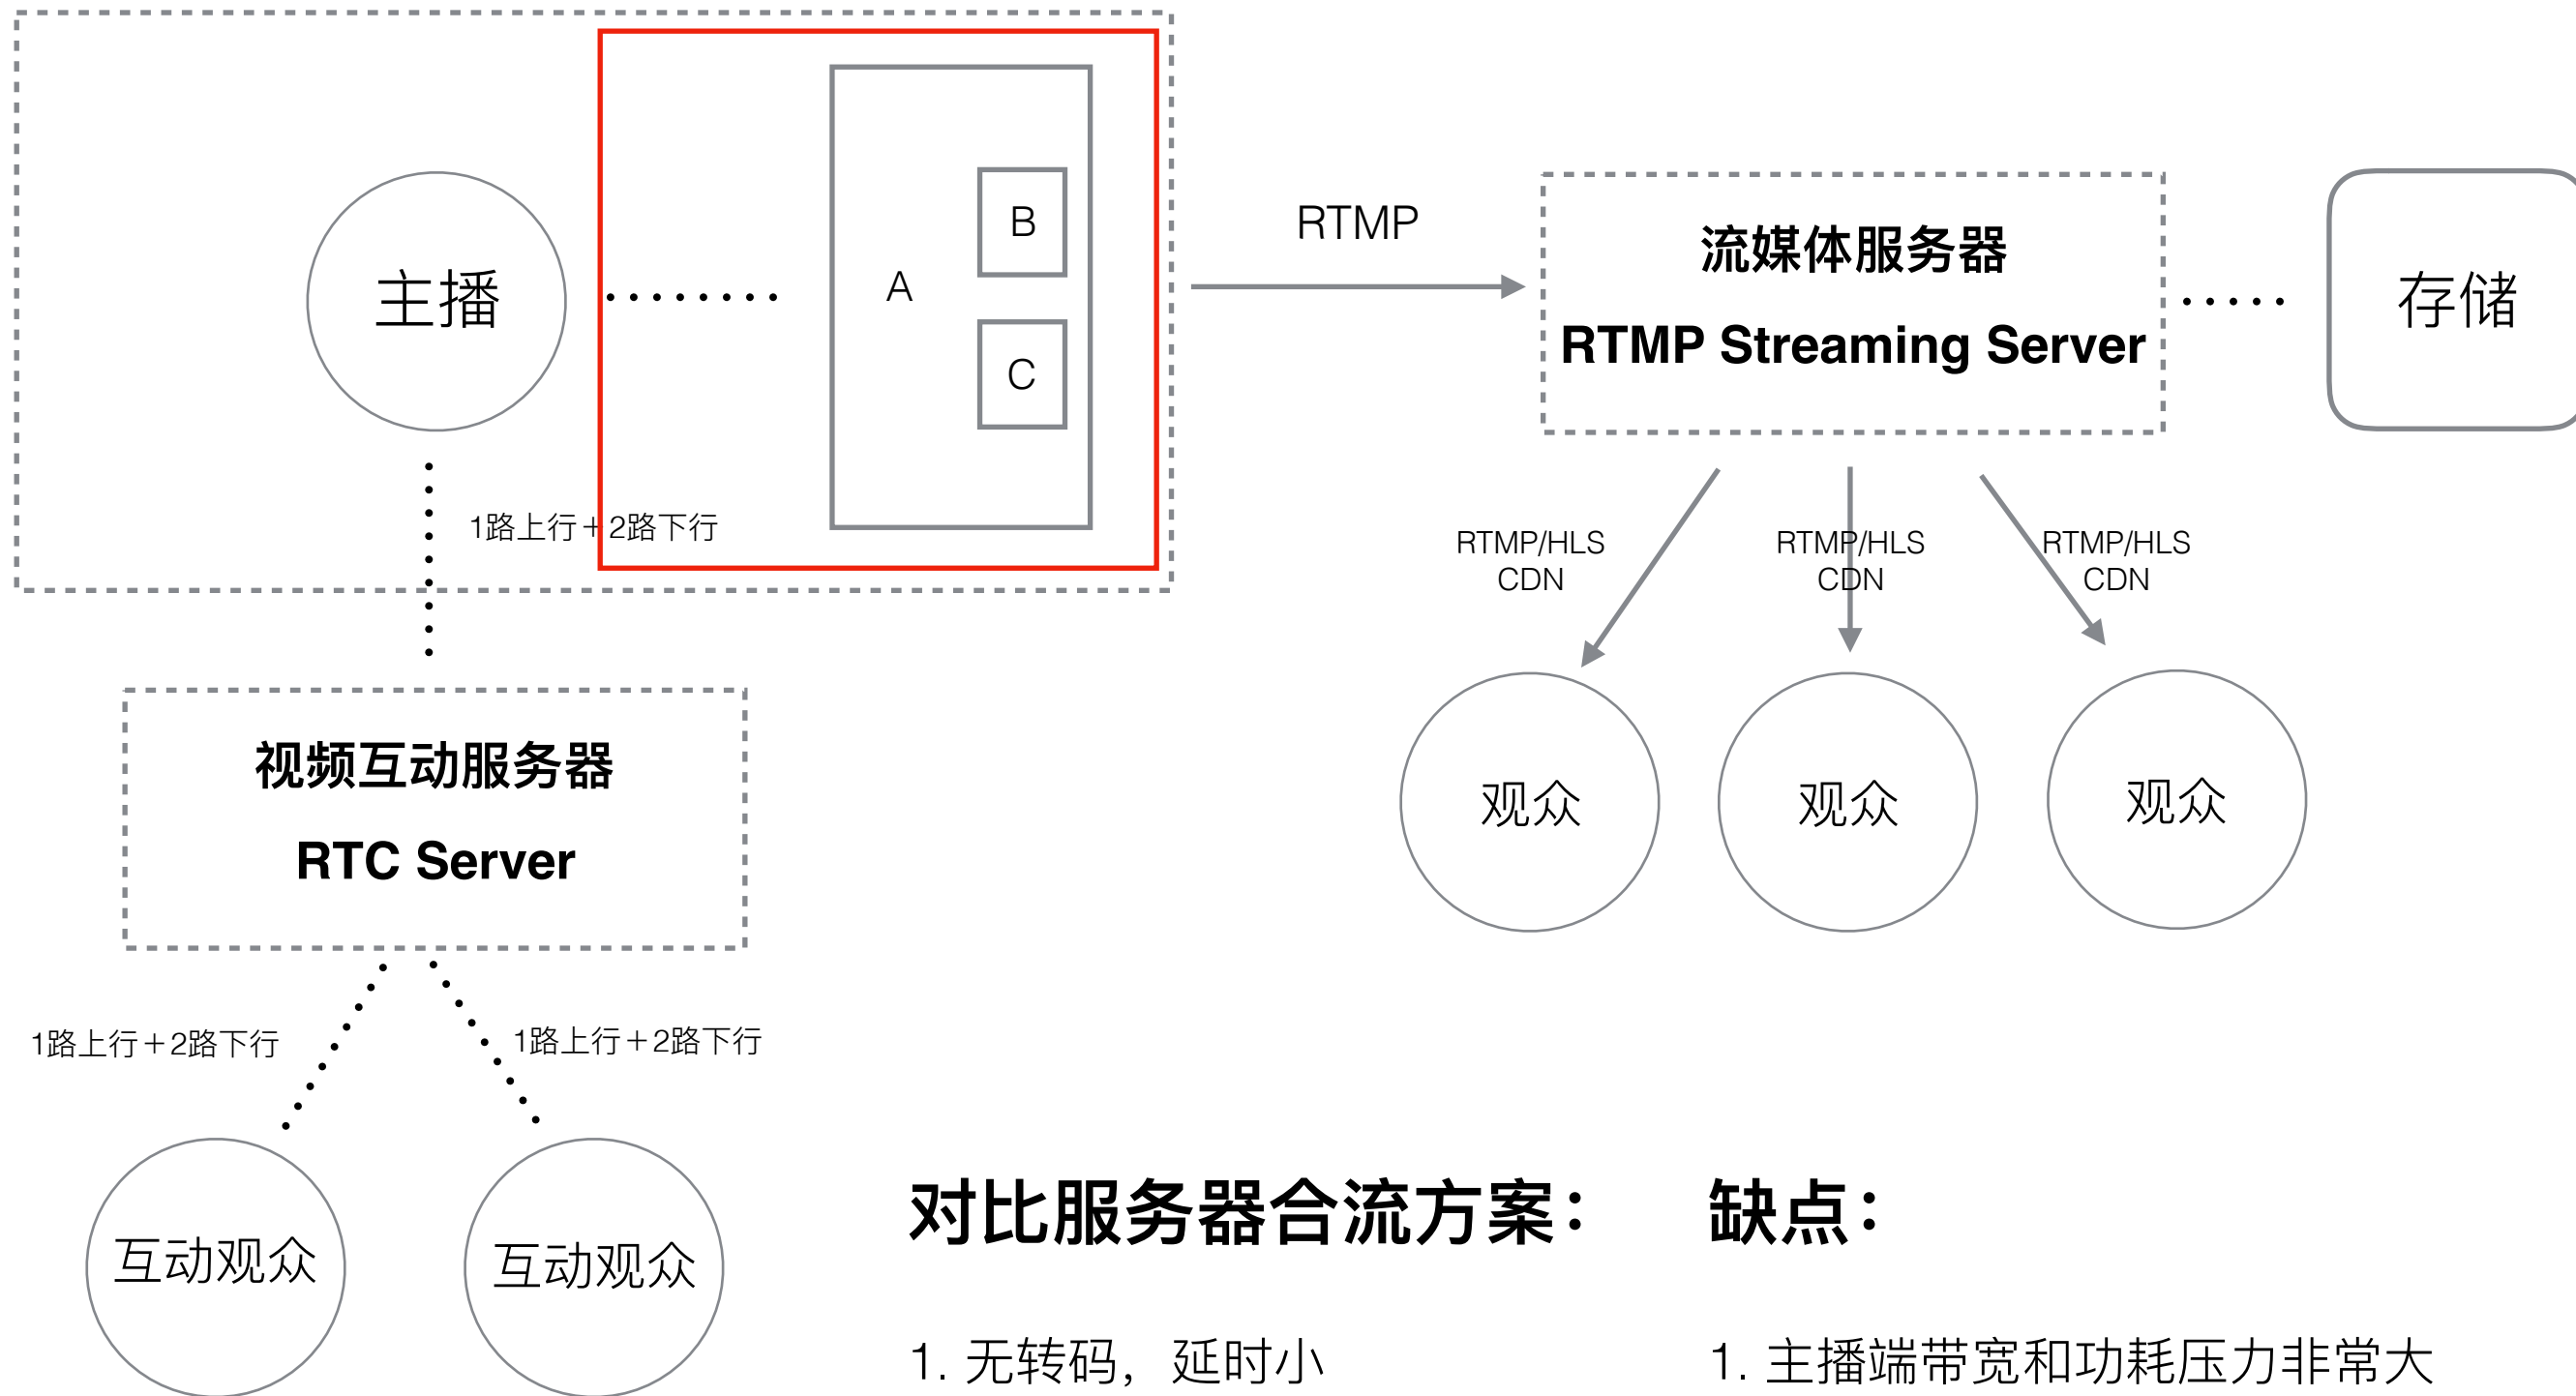 主播
A
B
C
1路上行+2路下行
RTMP
流媒体服务器
RTMP Streaming Server
存储
RTMP/HLS
CDN
RTMP/HLS
CDN
RTMP/HLS
CDN
观众
观众
观众
视频互动服务器
RTC Server
1路上行+2路下行
1路上行+2路下行
互动观众
互动观众
对比服务器合流方案：
1. 无转码，延时小
缺点：
1. 主播端带宽和功耗压力非常大